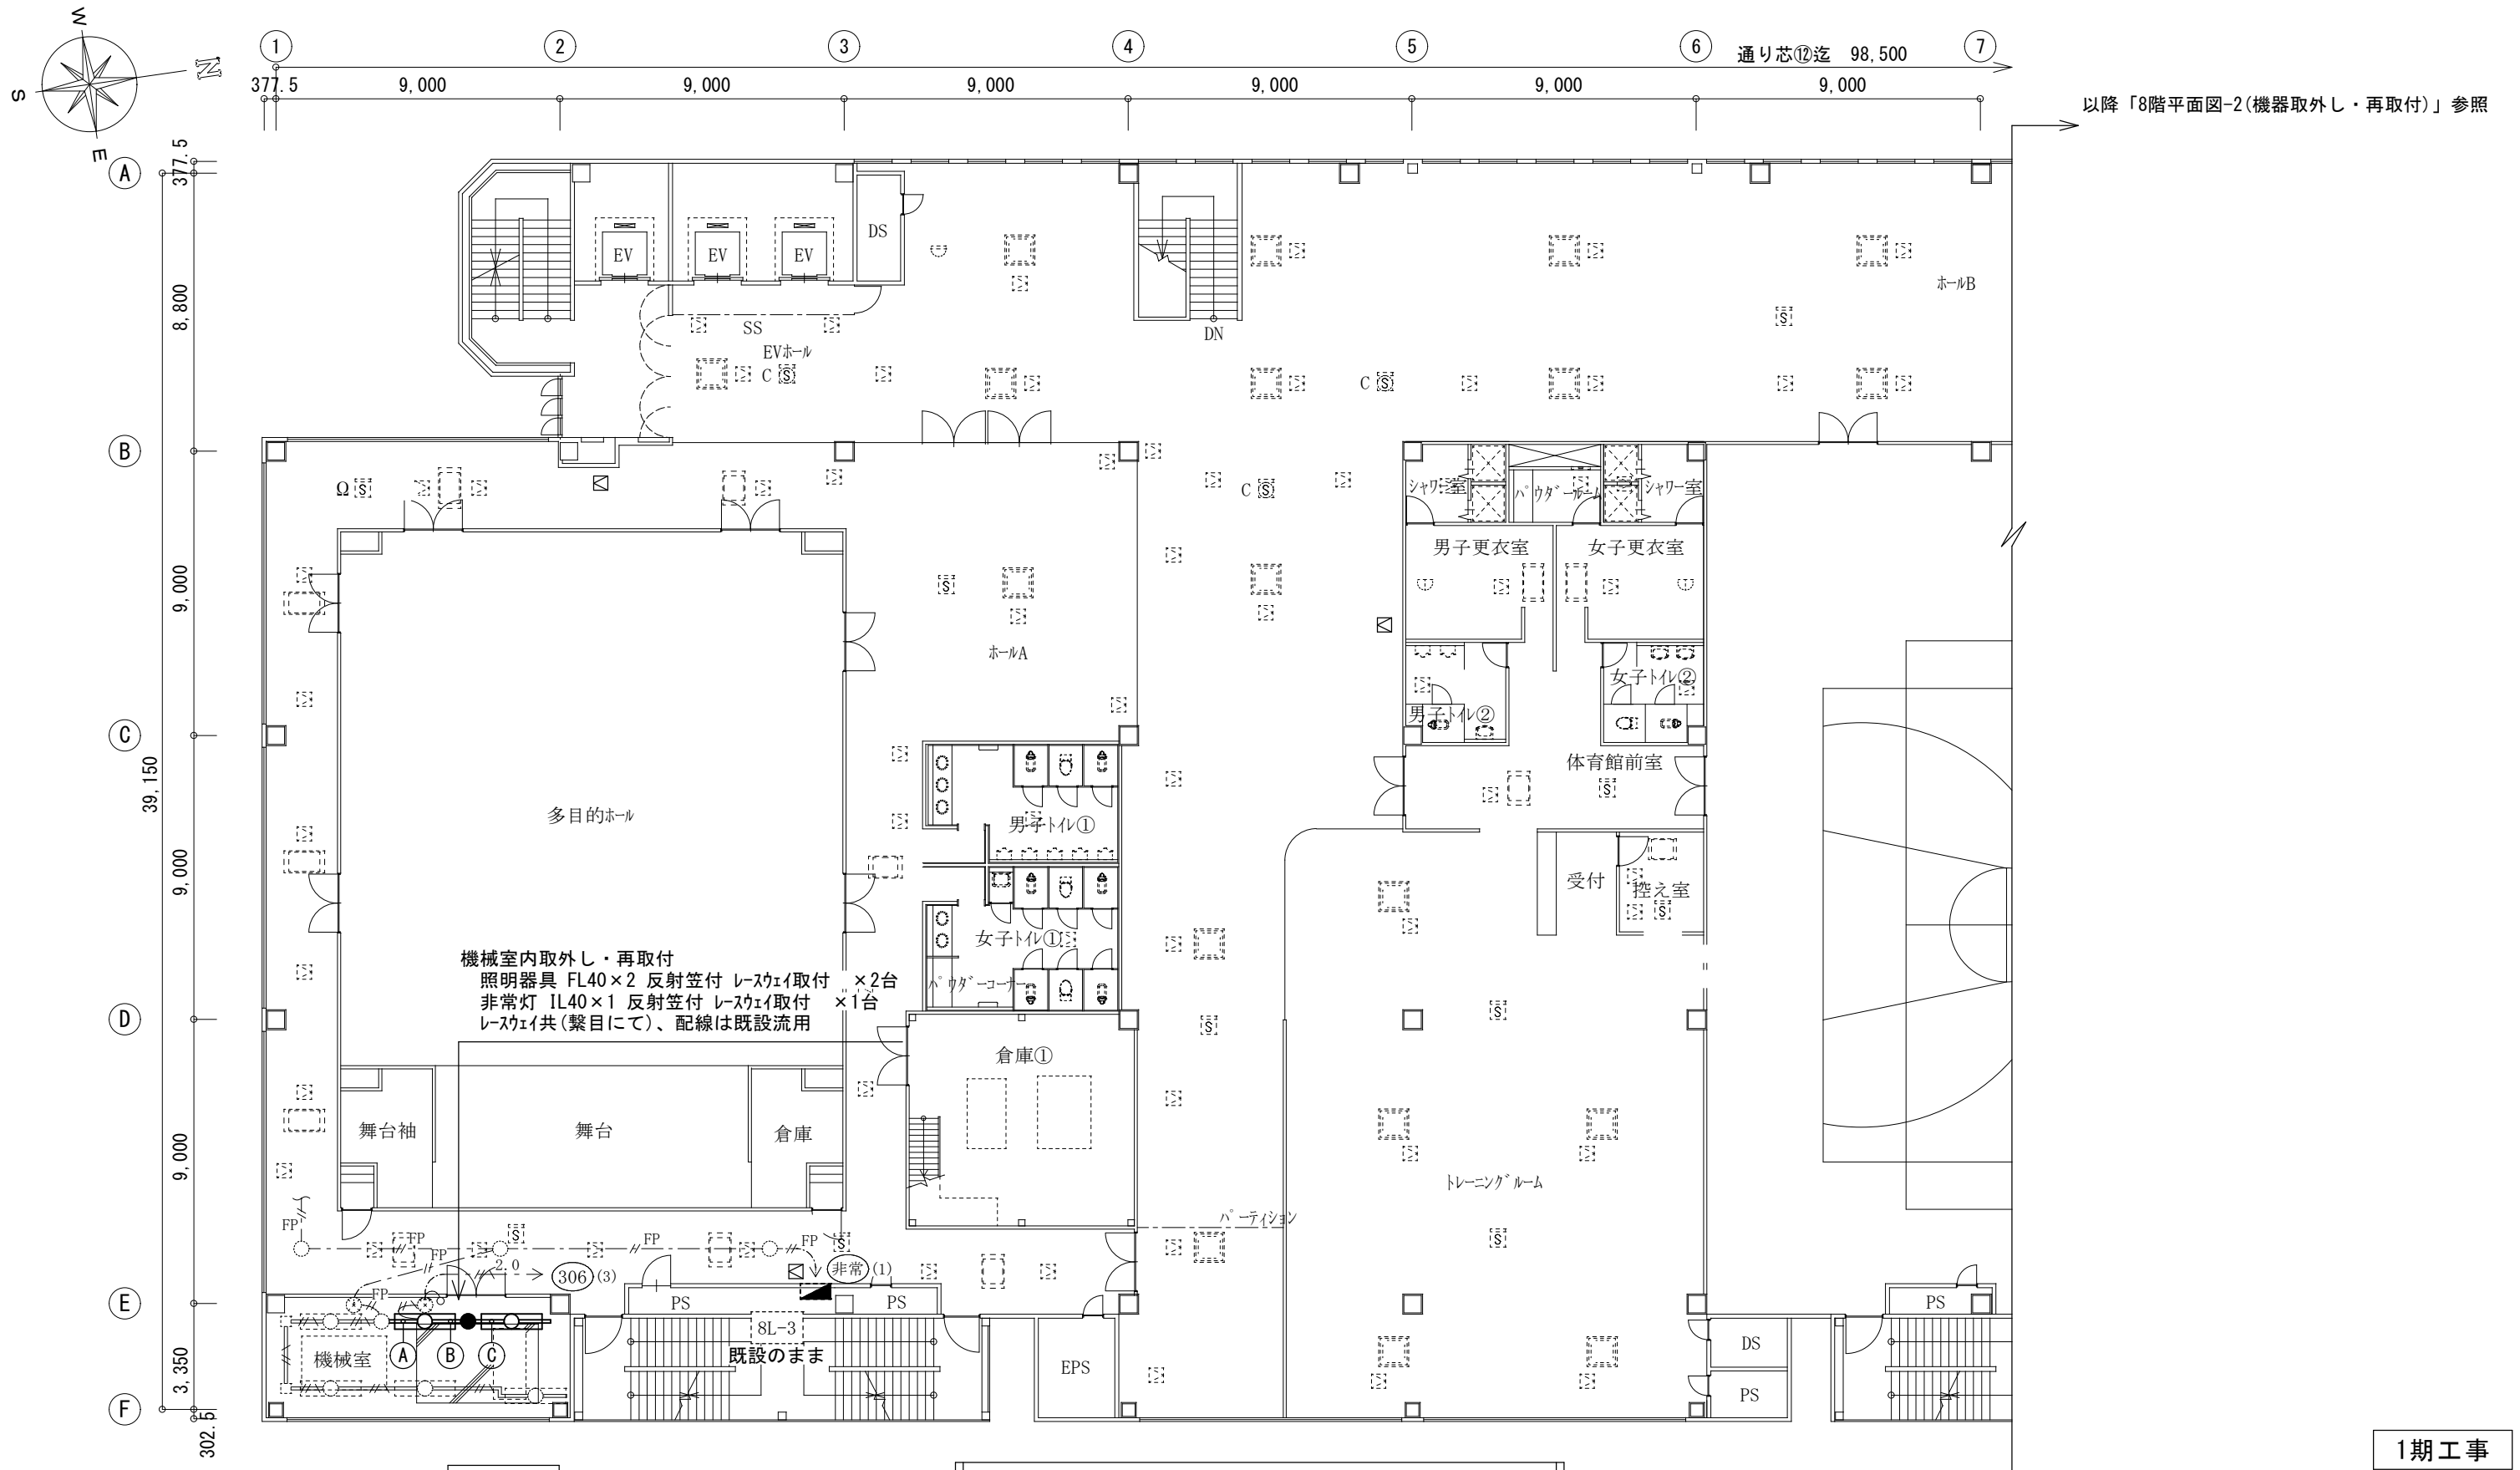 W
N
S
E
1 2 3 4 5 6 7
通り芯⑫迄 98,500
377.5 9,000 9,000 9,000 9,000 9,000 9,000
以降「8階平面図-2(機器取外し・再取付)」参照
A
377.5
8,800
B
9,000
C
39,150
9,000
D
9,000
E
3,350
F
302.5
EV EV EV
DS
SS
EVホール
C S
DN
ホールB
S
C S
Ω S
C S
シャワー室
パウダールーム
シャワー室
男子更衣室
女子更衣室
S
ホールA
女子トイレ②
男子トイレ②
体育館前室
S
多目的ホール
男子トイレ①
受付
控え室
S
女子トイレ①
パウダーコーナー
機械室内取外し・再取付
照明器具 FL40×2 反射笠付 レースウェイ取付 ×2台
非常灯 IL40×1 反射笠付 レースウェイ取付 ×1台
レースウェイ共(繋目にて)、配線は既設流用
S
S
倉庫①
舞台袖
舞台
倉庫
トレーニングルーム
パーティション
S
FP
FP
FP
FP
FP
S
S
2.0
306 (3)
非常 (1)
FP
PS
PS
8L-3
既設のまま
機械室
A B C
EPS
DS
PS
PS
1期工事